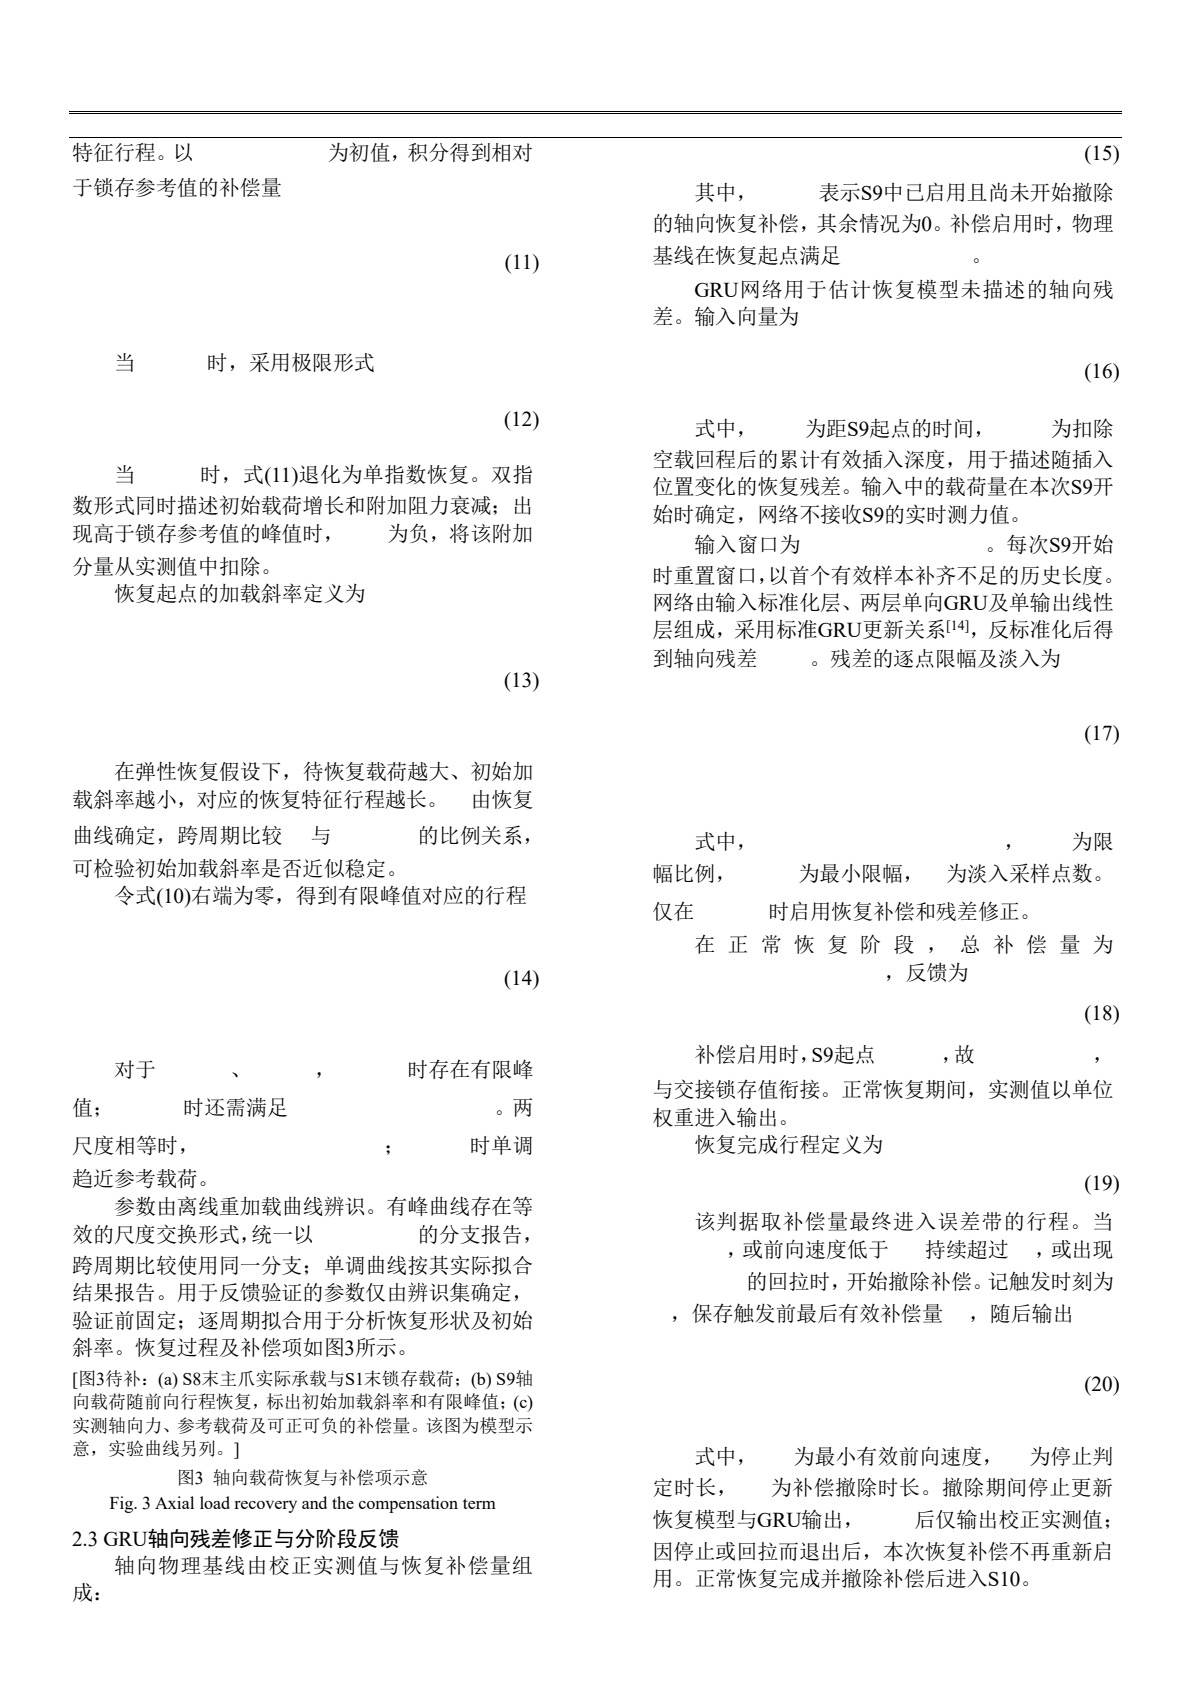 特征行程。以 为初值，积分得到相对
于锁存参考值的补偿量
(11)
当 时，采用极限形式
(12)
当 时，式(11)退化为单指数恢复。双指
数形式同时描述初始载荷增长和附加阻力衰减；出
现高于锁存参考值的峰值时， 为负，将该附加
分量从实测值中扣除。
恢复起点的加载斜率定义为
(13)
在弹性恢复假设下，待恢复载荷越大、初始加
载斜率越小，对应的恢复特征行程越长。 由恢复
曲线确定，跨周期比较 与 的比例关系，
可检验初始加载斜率是否近似稳定。
令式(10)右端为零，得到有限峰值对应的行程
(14)
对于 、 ， 时存在有限峰
值； 时还需满足 。两
尺度相等时， ； 时单调
趋近参考载荷。
参数由离线重加载曲线辨识。有峰曲线存在等
效的尺度交换形式，统一以 的分支报告，
跨周期比较使用同一分支；单调曲线按其实际拟合
结果报告。用于反馈验证的参数仅由辨识集确定，
验证前固定；逐周期拟合用于分析恢复形状及初始
斜率。恢复过程及补偿项如图3所示。
[图3待补：(a) S8末主爪实际承载与S1末锁存载荷；(b) S9轴
向载荷随前向行程恢复，标出初始加载斜率和有限峰值；(c)
实测轴向力、参考载荷及可正可负的补偿量。该图为模型示
意，实验曲线另列。]
图3 轴向载荷恢复与补偿项示意
Fig. 3 Axial load recovery and the compensation term
2.3 GRU轴向残差修正与分阶段反馈
轴向物理基线由校正实测值与恢复补偿量组
成：
(15)
其中， 表示S9中已启用且尚未开始撤除
的轴向恢复补偿，其余情况为0。补偿启用时，物理
基线在恢复起点满足 。
GRU网络用于估计恢复模型未描述的轴向残
差。输入向量为
(16)
式中， 为距S9起点的时间， 为扣除
空载回程后的累计有效插入深度，用于描述随插入
位置变化的恢复残差。输入中的载荷量在本次S9开
始时确定，网络不接收S9的实时测力值。
输入窗口为 。每次S9开始
时重置窗口，以首个有效样本补齐不足的历史长度。
网络由输入标准化层、两层单向GRU及单输出线性
层组成，采用标准GRU更新关系[14]，反标准化后得
到轴向残差 。残差的逐点限幅及淡入为
(17)
式中， ， 为限
幅比例， 为最小限幅， 为淡入采样点数。
仅在 时启用恢复补偿和残差修正。
在正常恢复阶段，总补偿量为
，反馈为
(18)
补偿启用时，S9起点 ，故 ，
与交接锁存值衔接。正常恢复期间，实测值以单位
权重进入输出。
恢复完成行程定义为
(19)
该判据取补偿量最终进入误差带的行程。当
，或前向速度低于 持续超过 ，或出现
的回拉时，开始撤除补偿。记触发时刻为
，保存触发前最后有效补偿量 ，随后输出
(20)
式中， 为最小有效前向速度， 为停止判
定时长， 为补偿撤除时长。撤除期间停止更新
恢复模型与GRU输出， 后仅输出校正实测值；
因停止或回拉而退出后，本次恢复补偿不再重新启
用。正常恢复完成并撤除补偿后进入S10。